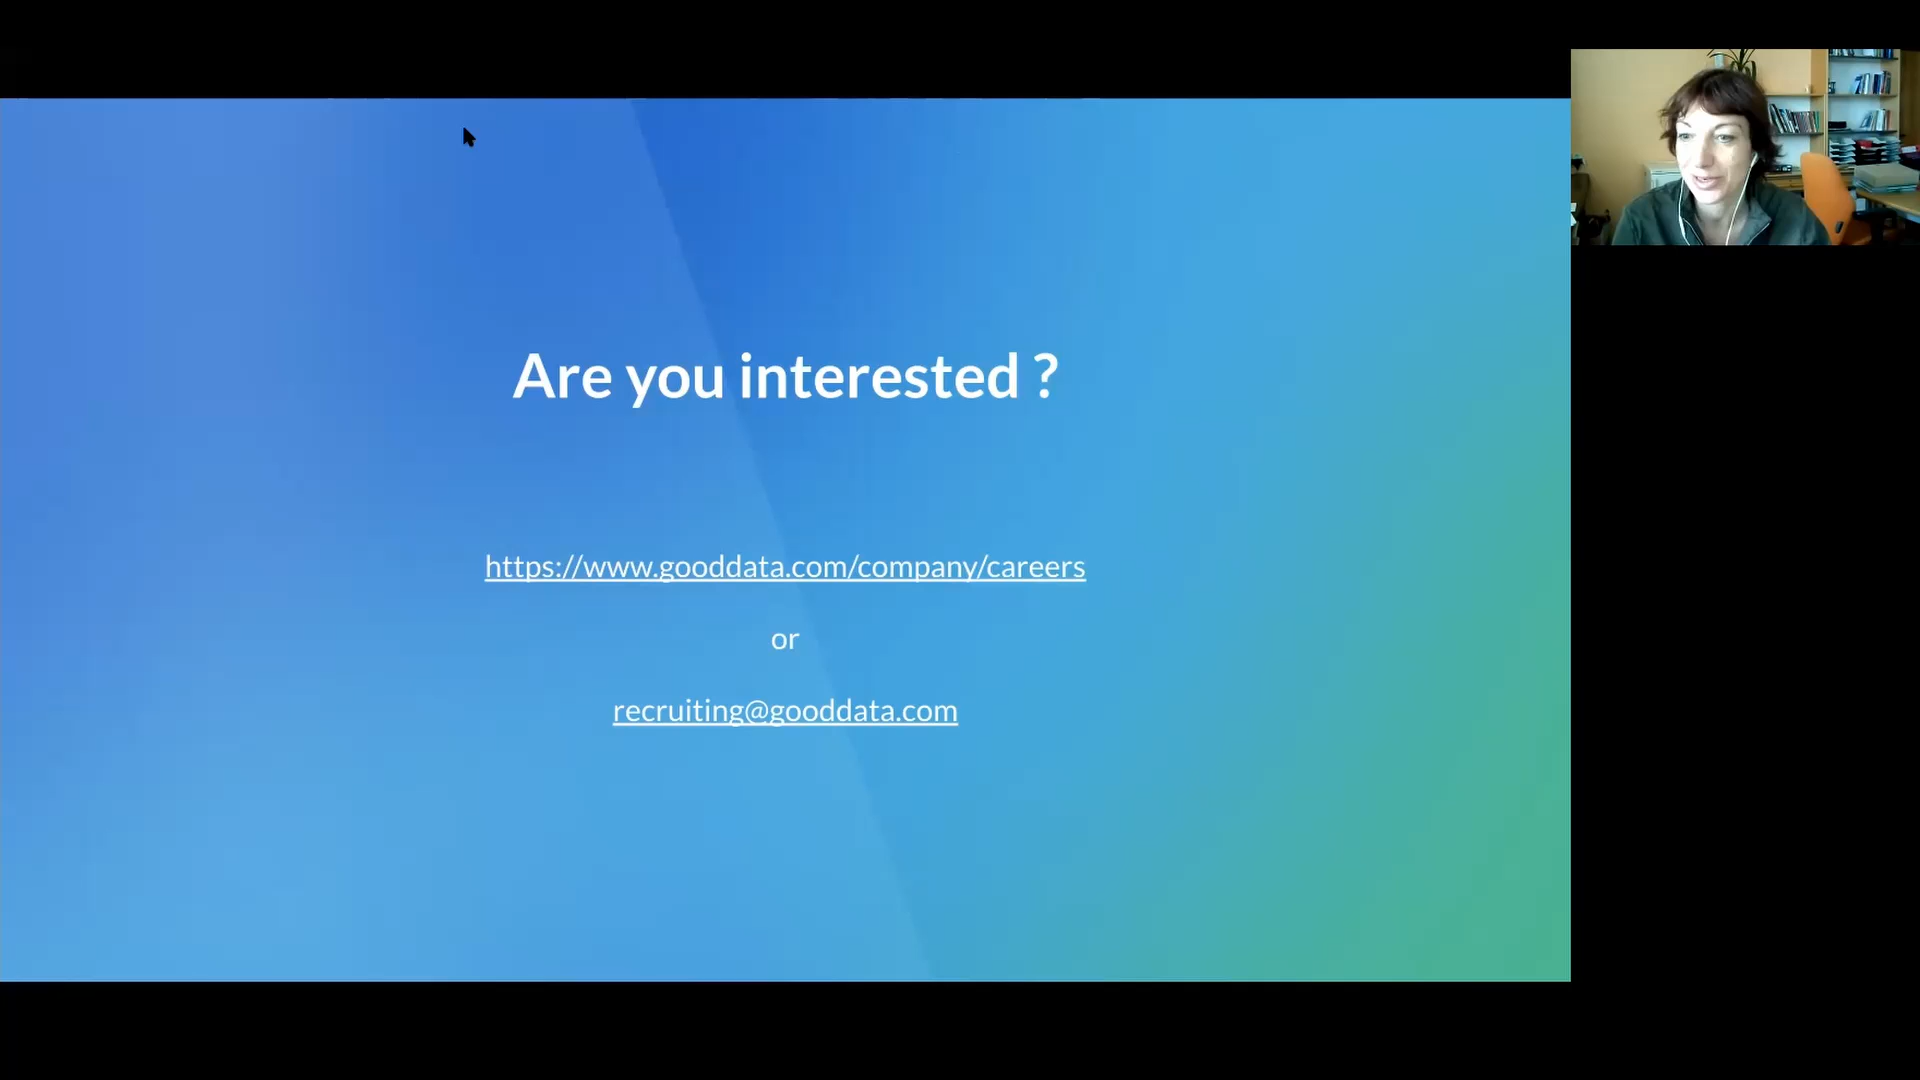 Are you interested ?
https://www.gooddata.com/company/careers
or
recruiting@gooddata.com